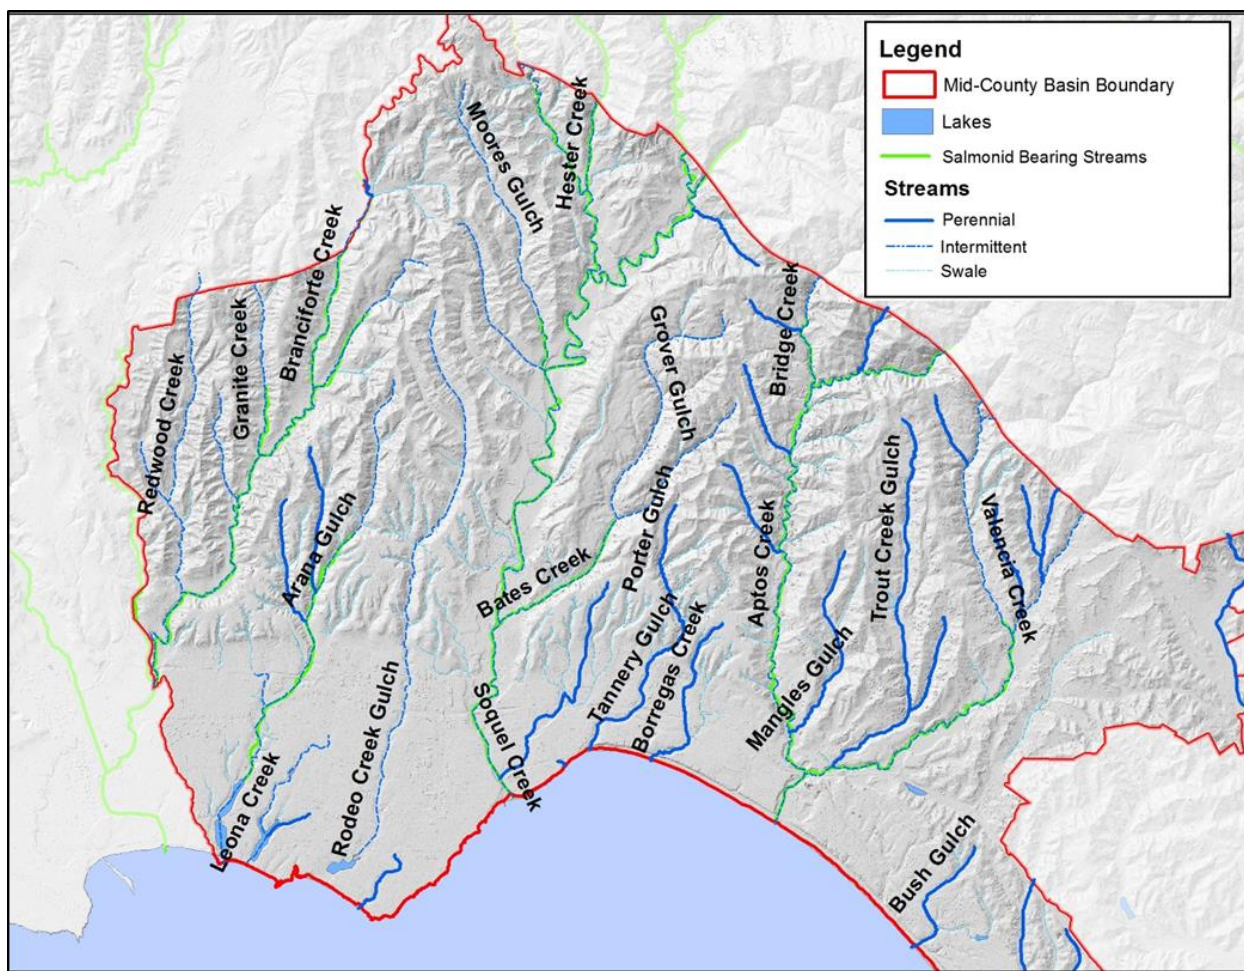 Legend
Mid-County Basin Boundary
Lakes
Salmonid Bearing Streams
Streams
Perennial
Intermittent
Swale
Moores Gulch
Hester Creek
Branciforte Creek
Granite Creek
Redwood Creek
Grover Gulch
Bridge Creek
Arana Gulch
Porter Gulch
Bates Creek
Aptos Creek
Trout Creek Gulch
Valencia Creek
Tannery Gulch
Borregas Creek
Mangles Gulch
Soquel Creek
Rodeo Creek Gulch
Leona Creek
Bush Gulch